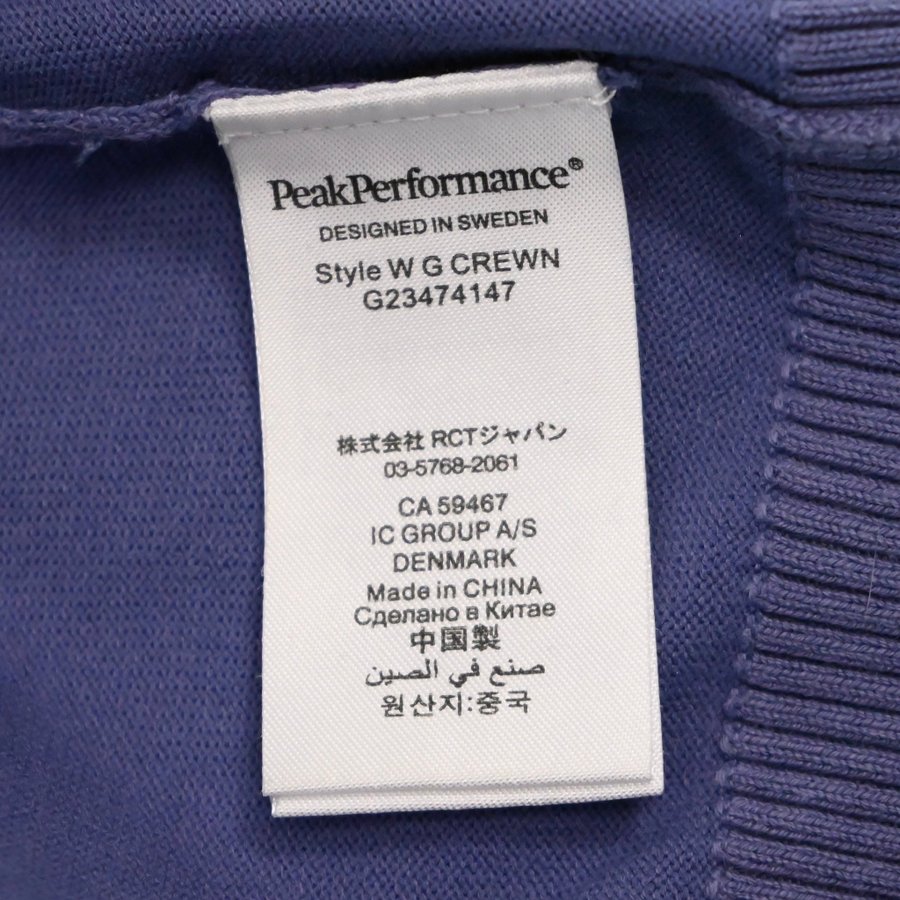 PeakPerformance®
DESIGNED IN SWEDEN
Style W G CREWN
G23474147
株式会社 RCTジャパン
03-5768-2061
CA 59467
IC GROUP A/S
DENMARK
Made in CHINA
Сделано в Китае
中国製
صنع في الصين
원산지:중국